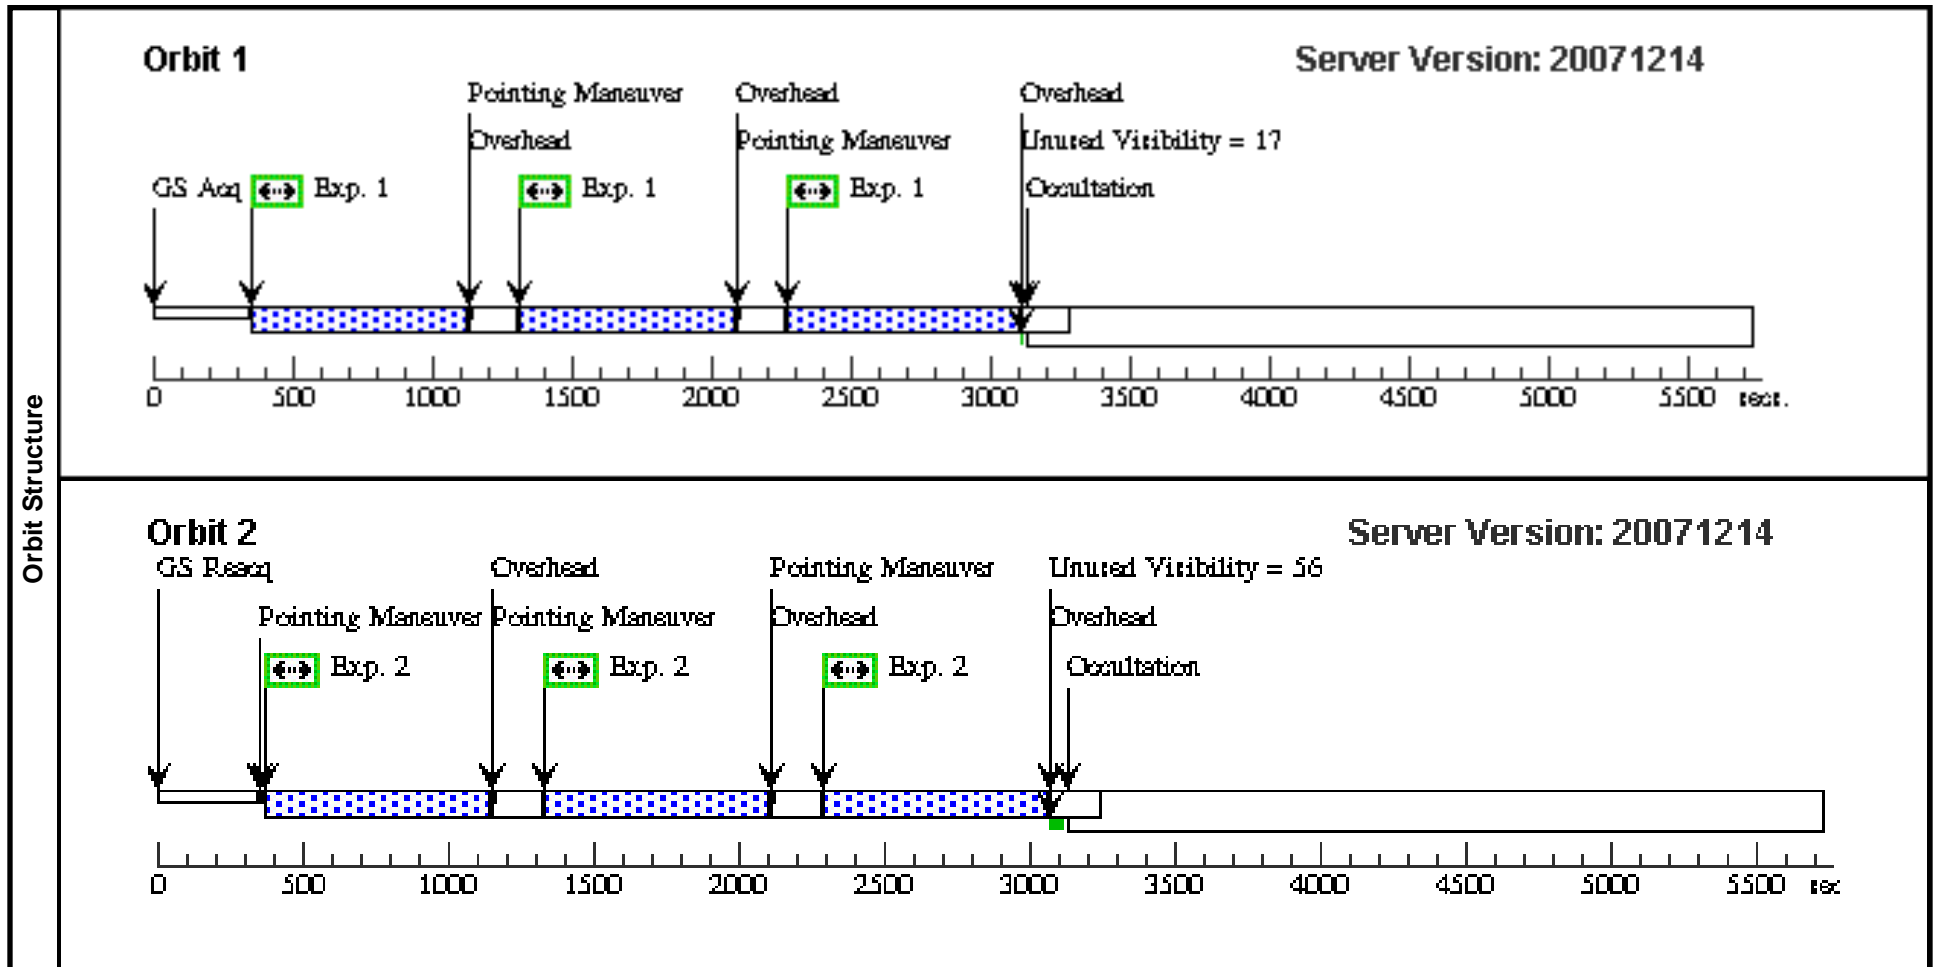 Orbit Structure
Orbit 1
Server Version: 20071214
Pointing Maneuver
Overhead
Overhead
Overhead
Pointing Maneuver
Unused Visibility = 17
GS Acq
Exp. 1
Exp. 1
Exp. 1
Occultation
0 500 1000 1500 2000 2500 3000 3500 4000 4500 5000 5500 secs.
Orbit 2
Server Version: 20071214
GS Reacq
Overhead
Pointing Maneuver
Unused Visibility = 56
Pointing Maneuver
Pointing Maneuver
Overhead
Overhead
Exp. 2
Exp. 2
Exp. 2
Occultation
0 500 1000 1500 2000 2500 3000 3500 4000 4500 5000 5500 sec